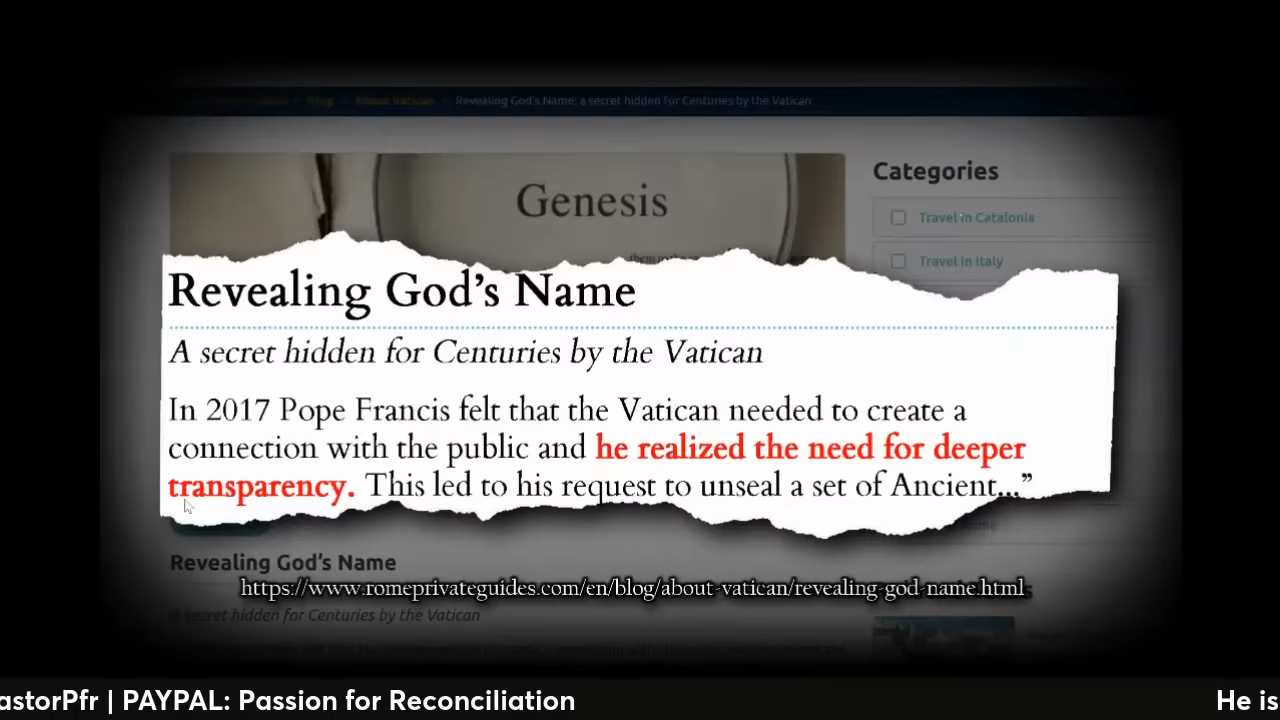 Blog About Vatican Revealing God's Name: a secret hidden for Centuries by the Vatican
Genesis
Categories
Travel in Catalonia
Travel in Italy
Revealing God's Name
A secret hidden for Centuries by the Vatican
In 2017 Pope Francis felt that the Vatican needed to create a
connection with the public and he realized the need for deeper
transparency. This led to his request to unseal a set of Ancient..."
Revealing God's Name
https://www.romeprivateguides.com/en/blog/about-vatican/revealing-god-name.html
A secret hidden for Centuries by the Vatican
astorPfr | PAYPAL: Passion for Reconciliation
He is